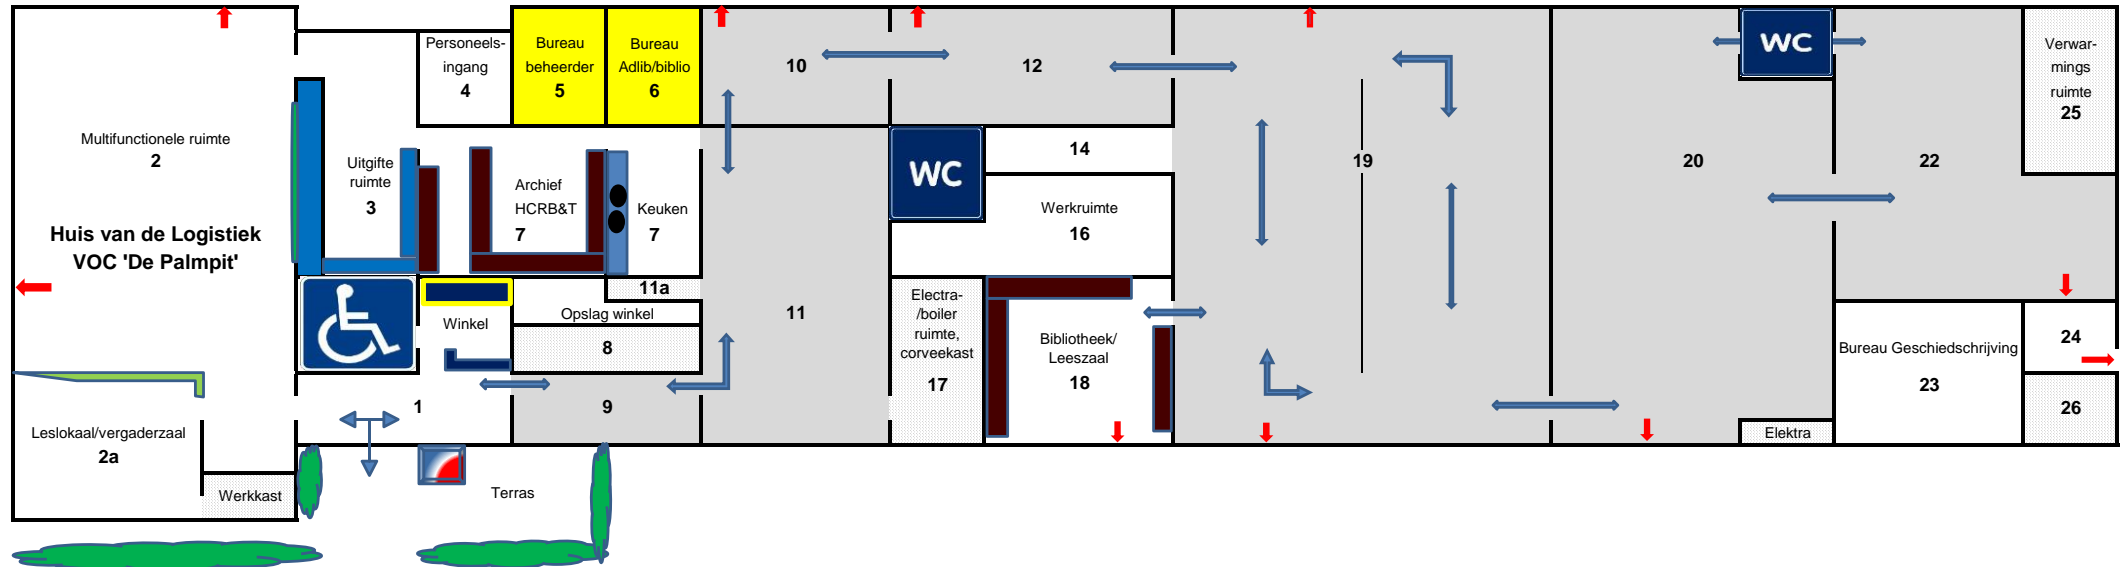 Multifunctionele ruimte
2
Huis van de Logistiek
VOC 'De Palmpit'
Leslokaal/vergaderzaal
2a
Werkkast
Uitgifte
ruimte
3
Personeels-
ingang
4
Bureau
beheerder
5
Bureau
Adlib/biblio
6
Archief
HCRB&T
7
Keuken
7
Winkel
11a
Opslag winkel
8
1
9
Terras
10
11
12
WC
14
Werkruimte
16
Electra-
/boiler
ruimte,
corveekast
17
Bibliotheek/
Leeszaal
18
19
20
WC
22
Verwar-
mings
ruimte
25
Elektra
Bureau Geschiedschrijving
23
24
26